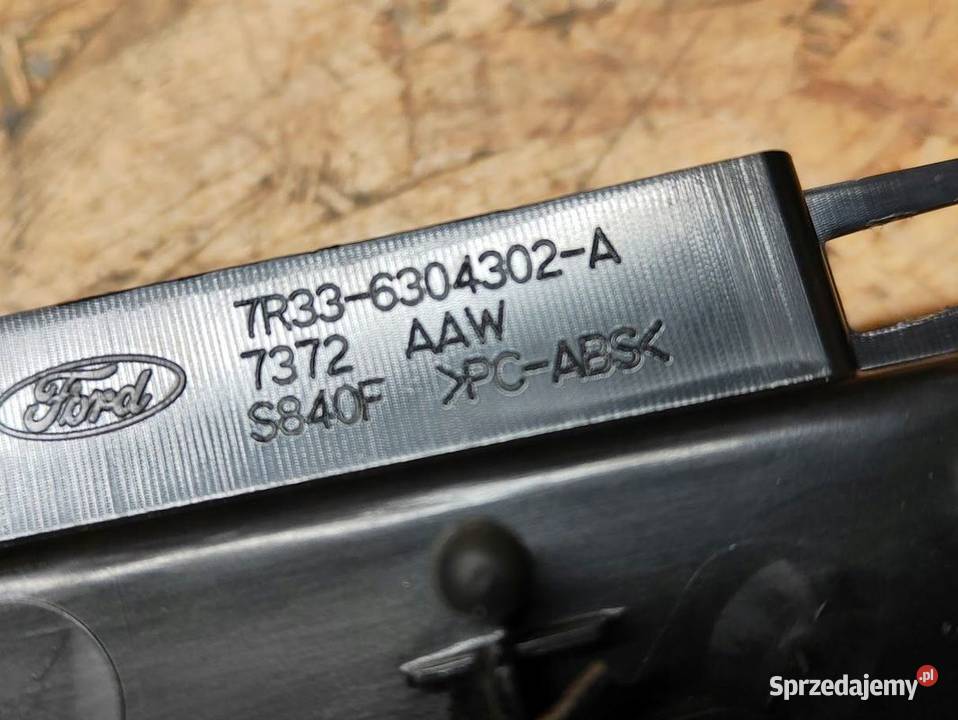 7R33-6304302-A
7372 AAW
Ford
S840F >PC-ABS<
Sprzedajemy.pl